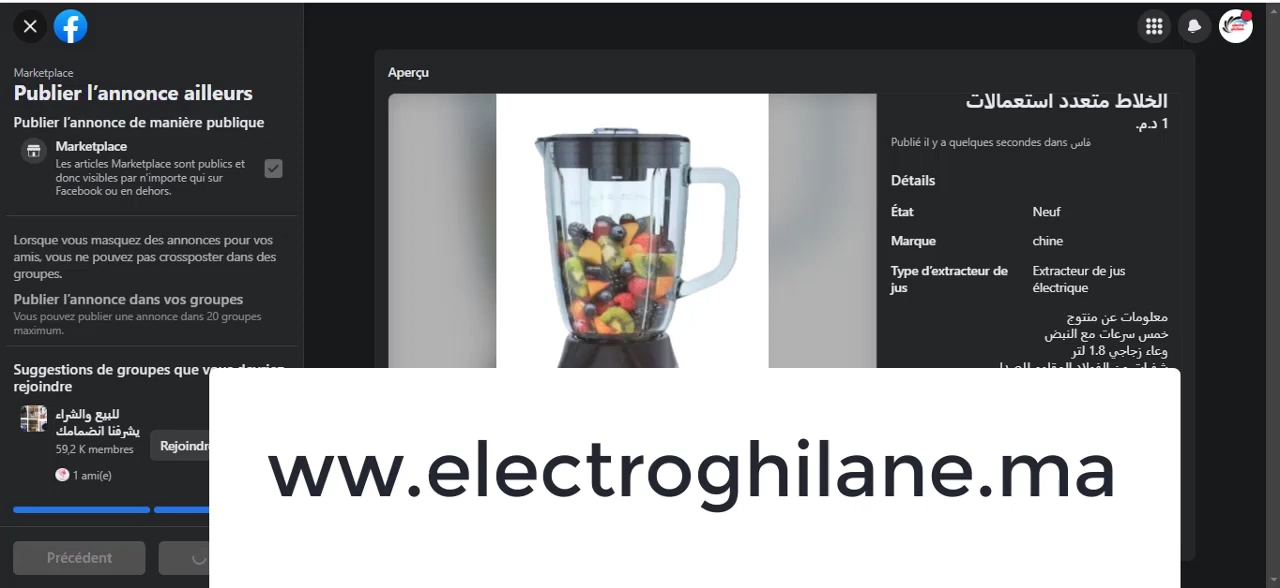 Marketplace
Publier l’annonce ailleurs
Publier l’annonce de manière publique
Marketplace
Les articles Marketplace sont publics et
donc visibles par n’importe qui sur
Facebook ou en dehors.
Lorsque vous masquez des annonces pour vos
amis, vous ne pouvez pas crossposter dans des
groupes.
Publier l’annonce dans vos groupes
Vous pouvez publier une annonce dans 20 groupes
maximum.
Suggestions de groupes que vous devriez
rejoindre
للبيع والشراء
يشرفنا انضمامك
59,2 K membres
Rejoindre
1 ami(e)
Précédent
Aperçu
الخلاط متعدد استعمالات
1 د.م.
Publié il y a quelques secondes dans فاس
Détails
État
Neuf
Marque
chine
Type d’extracteur de
jus
Extracteur de jus
électrique
معلومات عن منتوج
خمس سرعات مع النبض
وعاء زجاجي 1.8 لتر
ww.electroghilane.ma